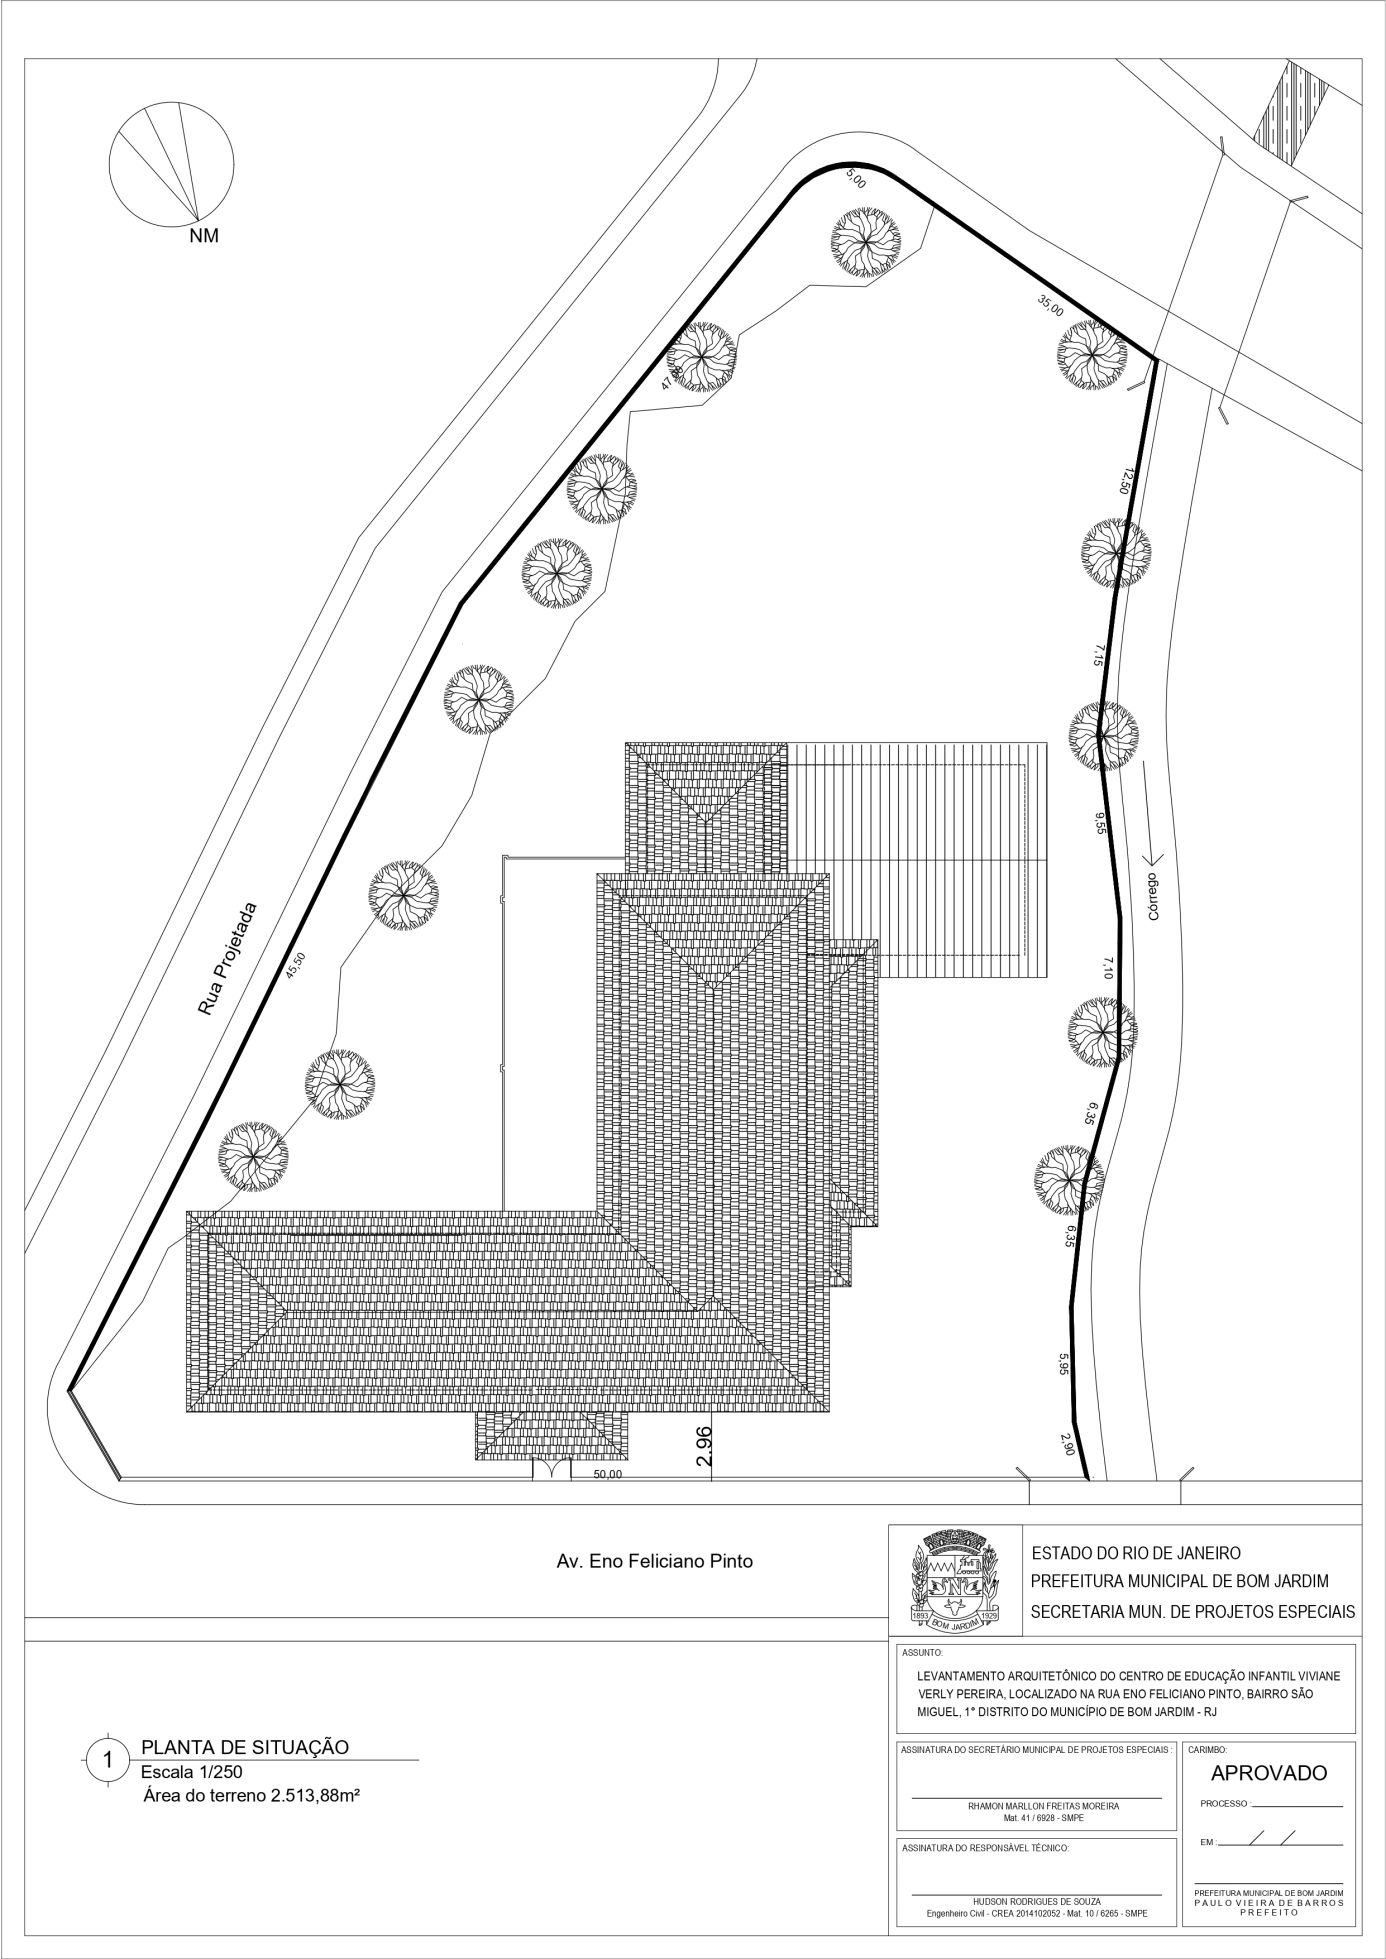 NM
5,00
35,00
12,50
7,15
9,55
Córrego
7,10
6,35
6,35
5,95
2,90
Rua Projetada
45,50
2.96
50,00
Av. Eno Feliciano Pinto
1893
BOM JARDIM
1929
ESTADO DO RIO DE JANEIRO
PREFEITURA MUNICIPAL DE BOM JARDIM
SECRETARIA MUN. DE PROJETOS ESPECIAIS
ASSUNTO:
LEVANTAMENTO ARQUITETÔNICO DO CENTRO DE EDUCAÇÃO INFANTIL VIVIANE
VERLY PEREIRA, LOCALIZADO NA RUA ENO FELICIANO PINTO, BAIRRO SÃO
MIGUEL, 1° DISTRITO DO MUNICÍPIO DE BOM JARDIM - RJ
1
PLANTA DE SITUAÇÃO
Escala 1/250
Área do terreno 2.513,88m²
ASSINATURA DO SECRETÁRIO MUNICIPAL DE PROJETOS ESPECIAIS :
RHAMON MARLLON FREITAS MOREIRA
Mat. 41 / 6928 - SMPE
ASSINATURA DO RESPONSÁVEL TÉCNICO:
HUDSON RODRIGUES DE SOUZA
Engenheiro Civil - CREA 2014102052 - Mat. 10 / 6265 - SMPE
CARIMBO:
APROVADO
PROCESSO :
EM : / /
PREFEITURA MUNICIPAL DE BOM JARDIM
PAULO VIEIRA DE BARROS
PREFEITO